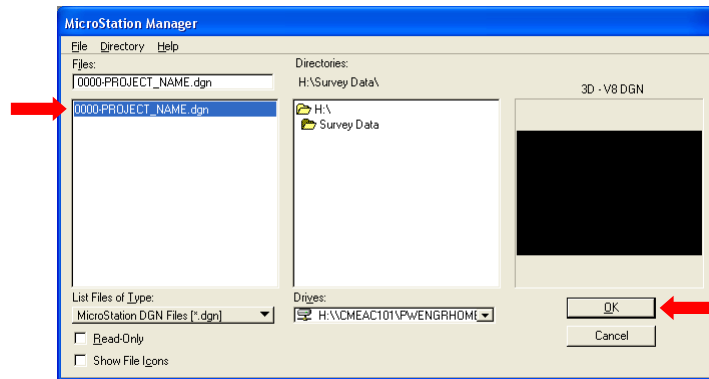 MicroStation Manager
File Directory Help
Files:
0000-PROJECT_NAME.dgn
0000-PROJECT_NAME.dgn
List Files of Type:
MicroStation DGN Files [*.dgn]
Read-Only
Show File Icons
Directories:
H:\Survey Data\
H:\
Survey Data
Drives:
H:\\CMEAC101\PWENGRHOME
3D - V8 DGN
OK
Cancel